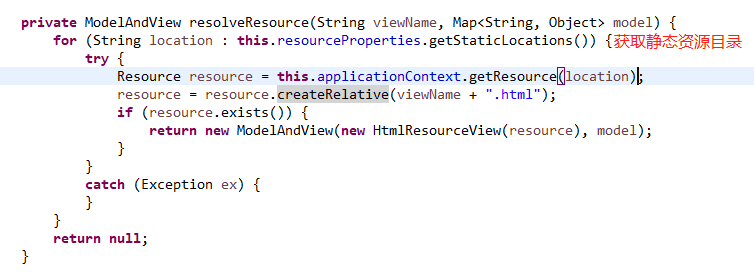 private ModelAndView resolveResource(String viewName, Map<String, Object> model) {
    for (String location : this.resourceProperties.getStaticLocations()) {获取静态资源目录
        try {
            Resource resource = this.applicationContext.getResource(location);
            resource = resource.createRelative(viewName + ".html");
            if (resource.exists()) {
                return new ModelAndView(new HtmlResourceView(resource), model);
            }
        }
        catch (Exception ex) {
        }
    }
    return null;
}